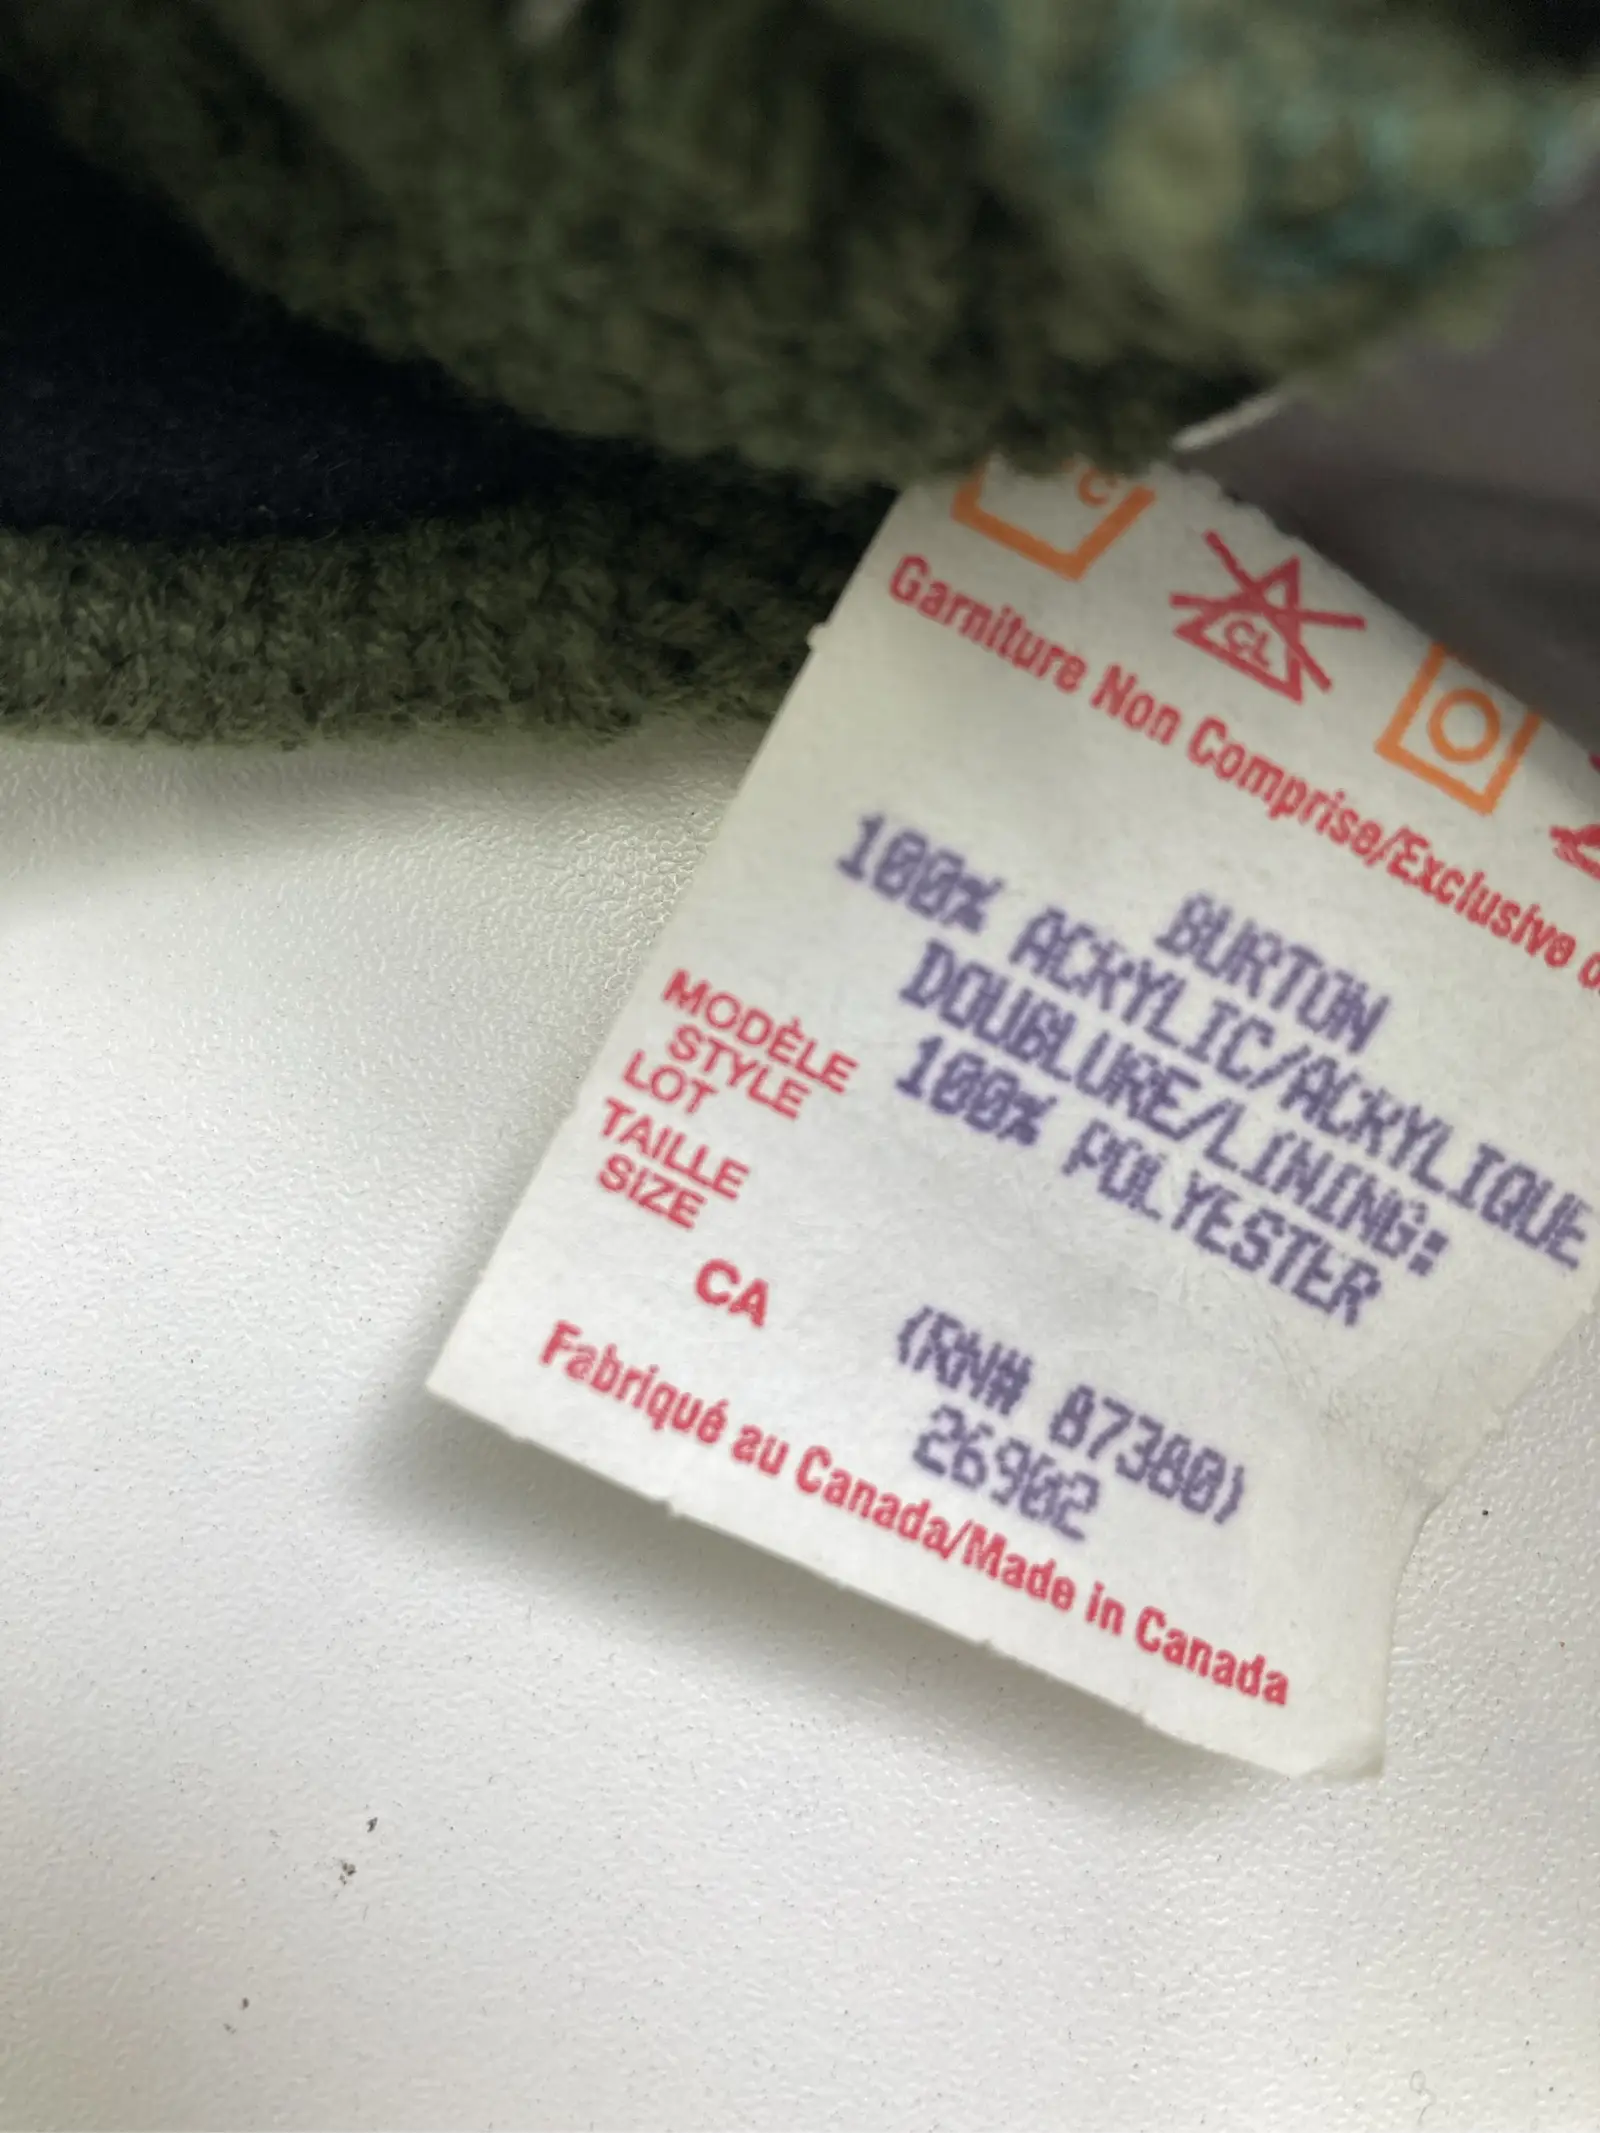 C
CL
Garniture Non Comprise/Exclusive
BURTON
100% ACRYLIC/ACRYLIQUE
DOUBLURE/LINING:
100% POLYESTER
MODÈLE
STYLE
LOT
TAILLE
SIZE
CA
(RN# 87380)
26902
Fabriqué au Canada/Made in Canada